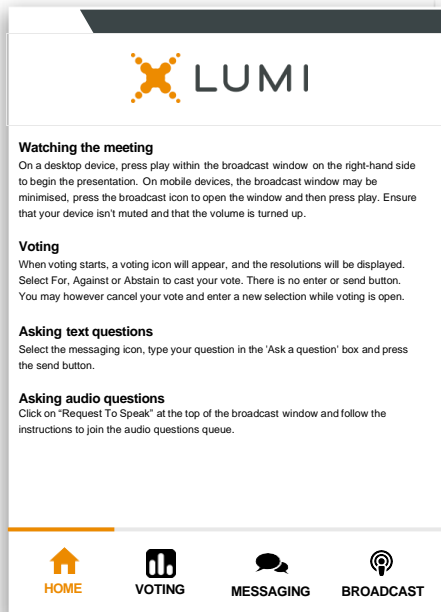 LUMI
Watching the meeting
On a desktop device, press play within the broadcast window on the right-hand side
to begin the presentation. On mobile devices, the broadcast window may be
minimised, press the broadcast icon to open the window and then press play. Ensure
that your device isn't muted and that the volume is turned up.
Voting
When voting starts, a voting icon will appear, and the resolutions will be displayed.
Select For, Against or Abstain to cast your vote. There is no enter or send button.
You may however cancel your vote and enter a new selection while voting is open.
Asking text questions
Select the messaging icon, type your question in the 'Ask a question' box and press
the send button.
Asking audio questions
Click on “Request To Speak” at the top of the broadcast window and follow the
instructions to join the audio questions queue.
HOME VOTING MESSAGING BROADCAST